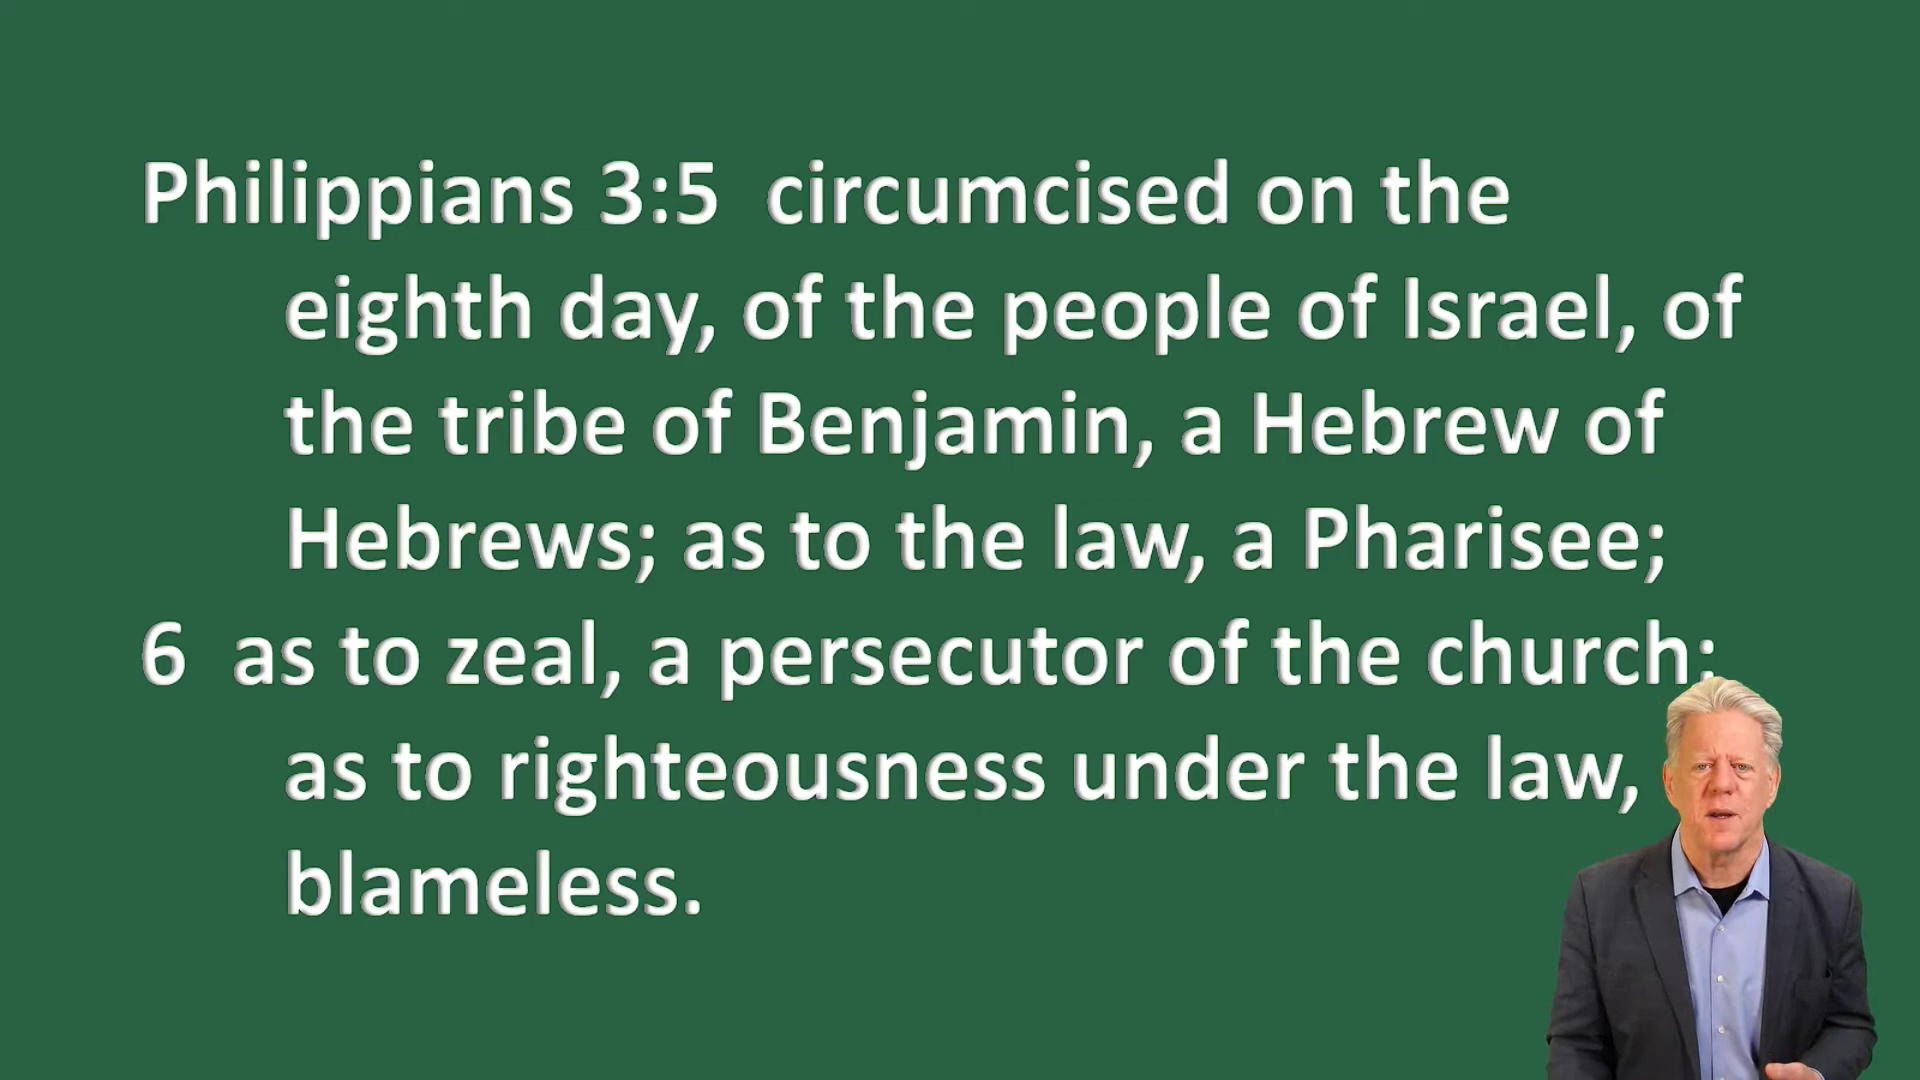 Philippians 3:5 circumcised on the
eighth day, of the people of Israel, of
the tribe of Benjamin, a Hebrew of
Hebrews; as to the law, a Pharisee;
6 as to zeal, a persecutor of the church;
as to righteousness under the law,
blameless.